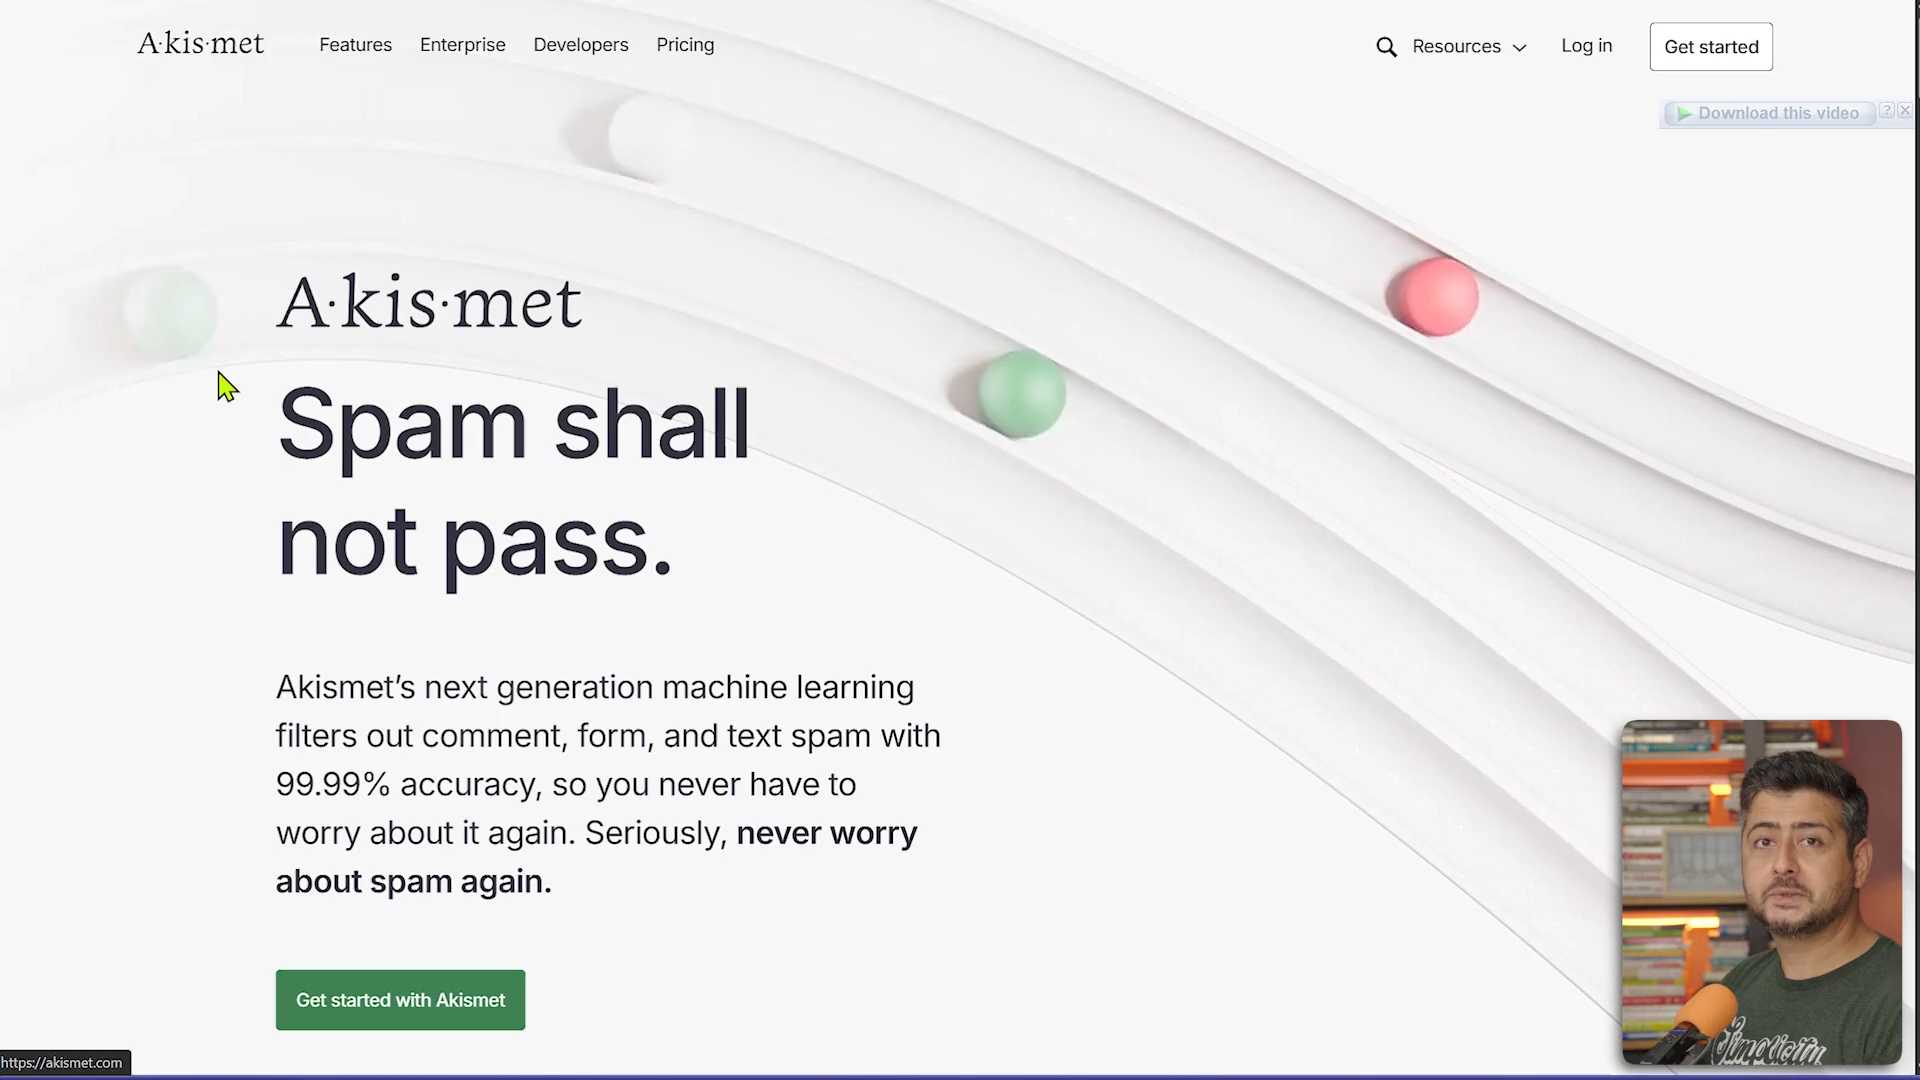 A·kis·met
Features
Enterprise
Developers
Pricing
Resources
Log in
Get started
Download this video
?
A·kis·met
Spam shall
not pass.
Akismet’s next generation machine learning
filters out comment, form, and text spam with
99.99% accuracy, so you never have to
worry about it again. Seriously, never worry
about spam again.
Get started with Akismet
https://akismet.com